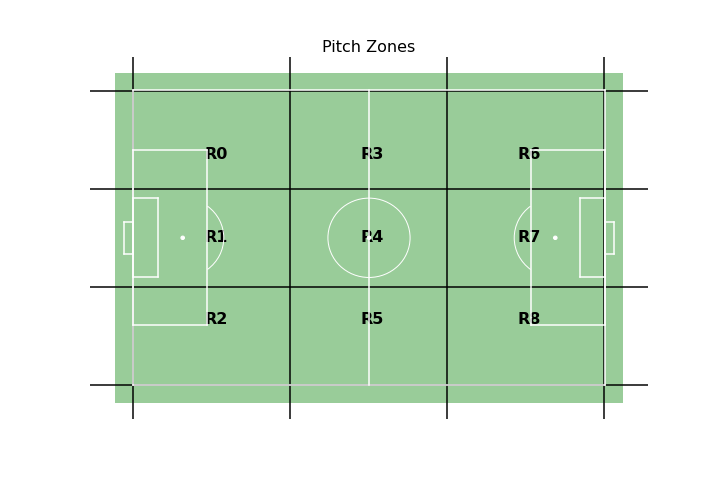 Pitch Zones
R0 R3 R6
R1 R4 R7
R2 R5 R8